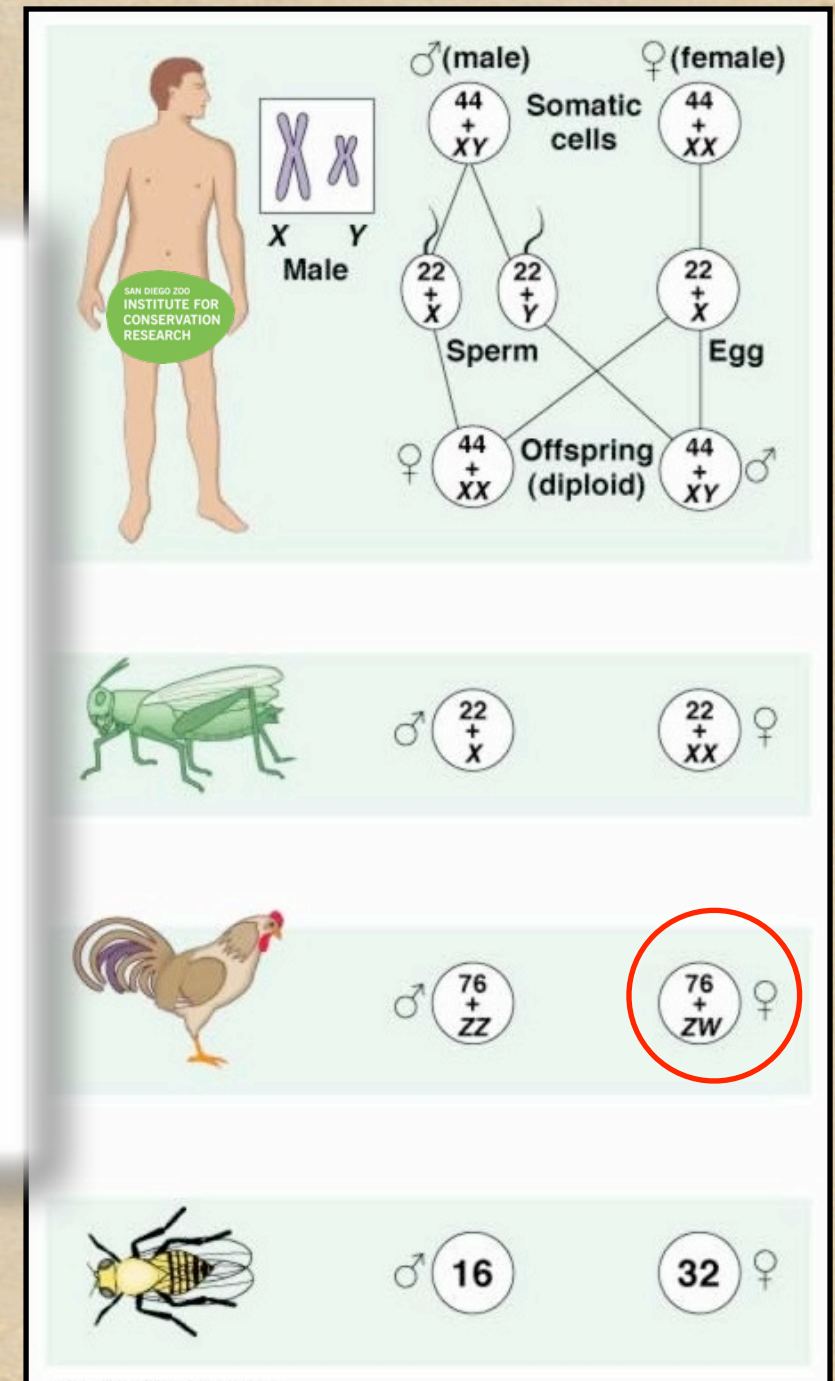 ♂(male)
♀(female)
44
+
XY
Somatic
cells
44
+
XX
X Y
Male
22
+
X
22
+
Y
22
+
X
Sperm
Egg
SAN DIEGO ZOO
INSTITUTE FOR
CONSERVATION
RESEARCH
♀
44
+
XX
Offspring
(diploid)
44
+
XY
♂
♂
22
+
X
22
+
XX
♀
♂
76
+
ZZ
76
+
ZW
♀
♂
16
32
♀